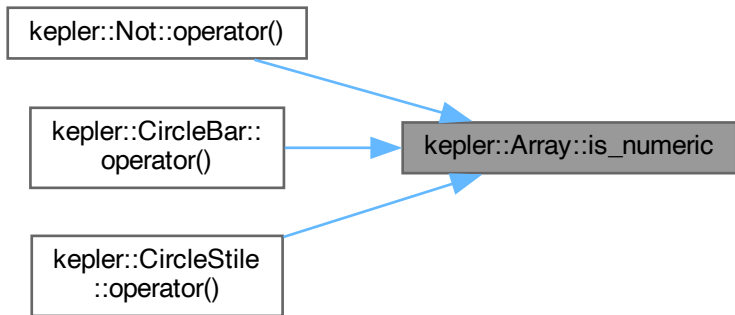 kepler::Not::operator()
kepler::CircleBar::
operator()
kepler::Array::is_numeric
kepler::CircleStile
::operator()